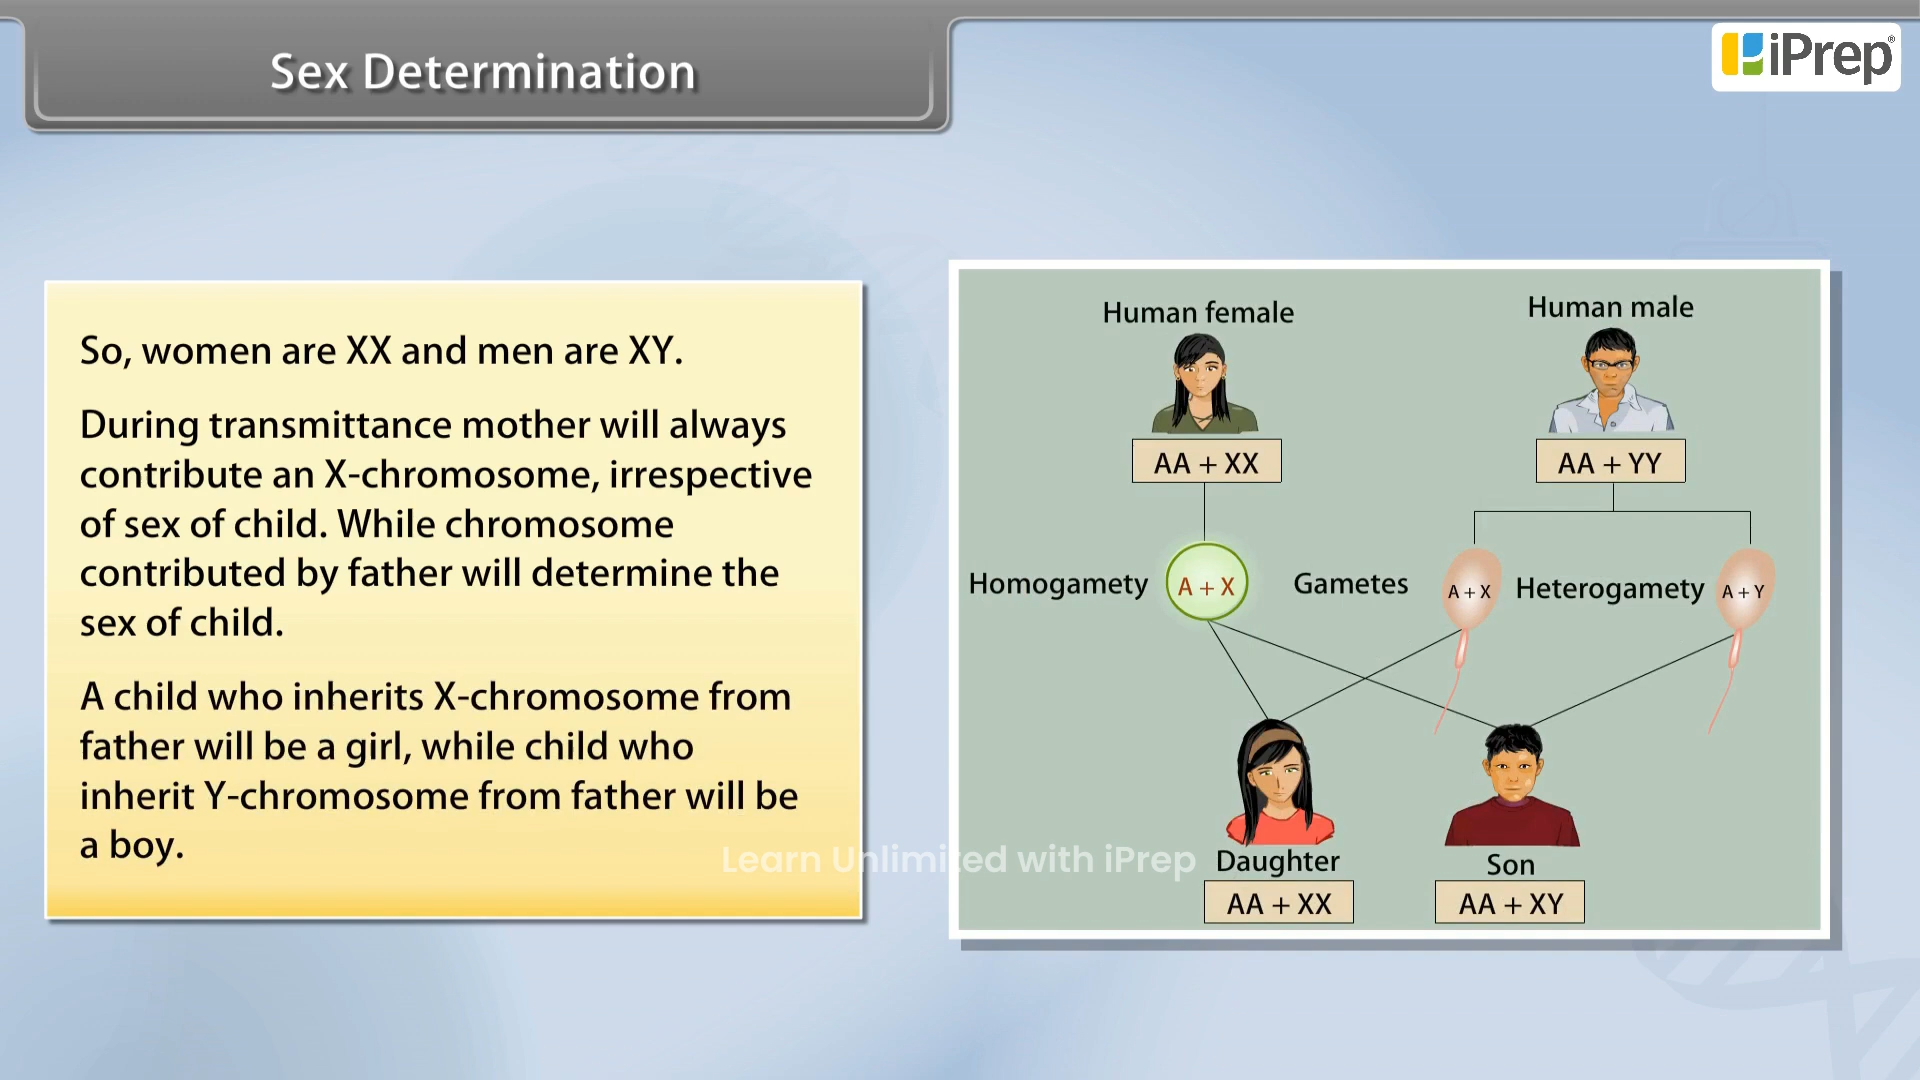 Sex Determination
iPrep®
So, women are XX and men are XY.
During transmittance mother will always
contribute an X-chromosome, irrespective
of sex of child. While chromosome
contributed by father will determine the
sex of child.
A child who inherits X-chromosome from
father will be a girl, while child who
inherit Y-chromosome from father will be
a boy.
Human female
Human male
AA + XX
AA + YY
Homogamety
A + X
Gametes
A + X
Heterogamety
A + Y
Learn Unlimited with iPrep
Daughter
Son
AA + XX
AA + XY